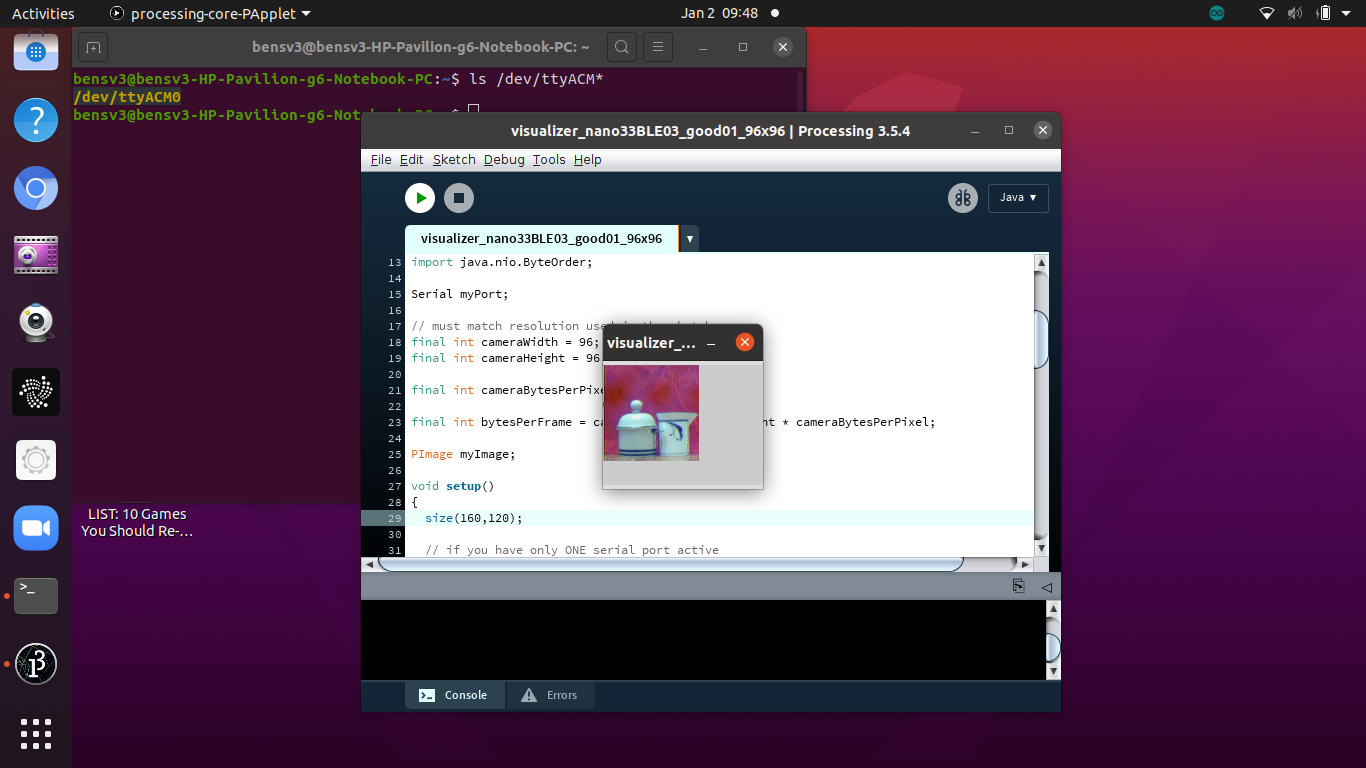 Activities
processing-core-PApplet
Jan 2 09:48
bensv3@bensv3-HP-Pavilion-g6-Notebook-PC: ~
bensv3@bensv3-HP-Pavilion-g6-Notebook-PC:~$ ls /dev/ttyACM*
/dev/ttyACM0
bensv3@bensv3-HP-Pavilion-g6-Notebook-PC:~$
visualizer_nano33BLE03_good01_96x96 | Processing 3.5.4
File Edit Sketch Debug Tools Help
Java
visualizer_nano33BLE03_good01_96x96
13 import java.nio.ByteOrder;
14
15 Serial myPort;
16
17 // must match resolution used
18 final int cameraWidth = 96;
19 final int cameraHeight = 96
20
21 final int cameraBytesPerPixe
22
23 final int bytesPerFrame = ca nt * cameraBytesPerPixel;
24
25 PImage myImage;
26
27 void setup()
28 {
29 size(160,120);
30
31 // if you have only ONE serial port active
visualizer_...
LIST: 10 Games
You Should Re-...
Console
Errors